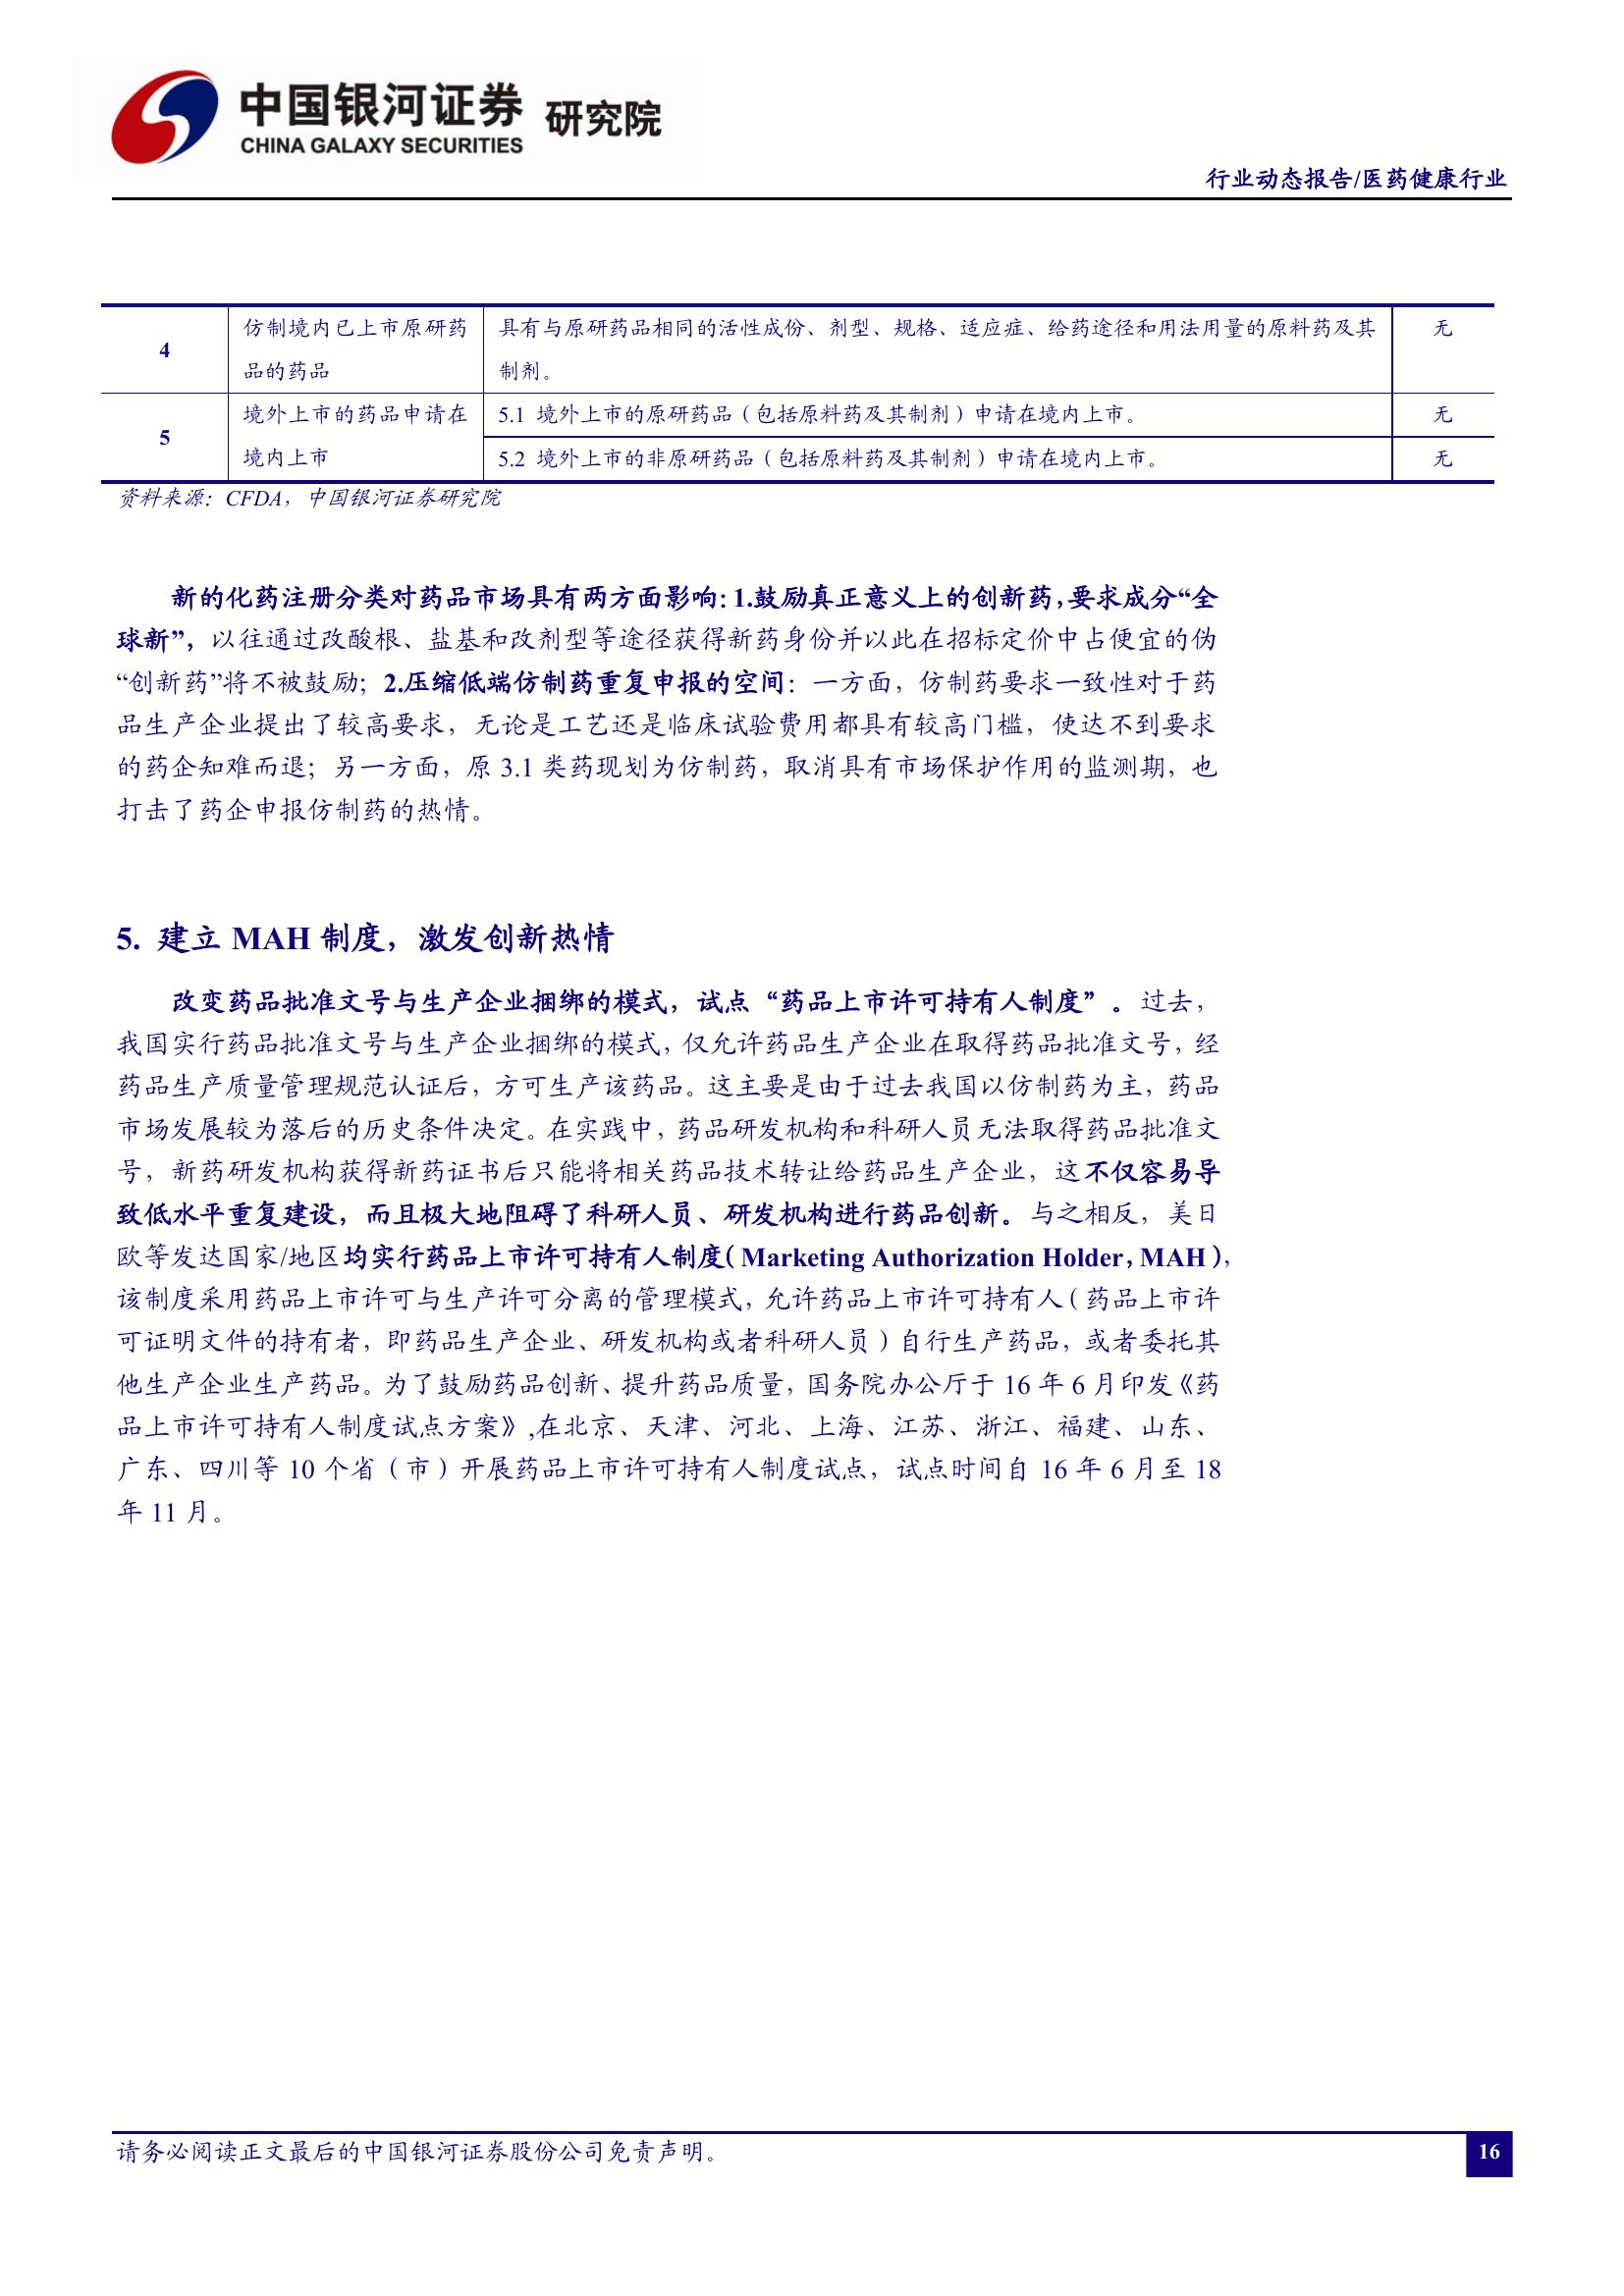 中国银河证券 研究院
CHINA GALAXY SECURITIES
行业动态报告/医药健康行业
4
仿制境内已上市原研药
品的药品
具有与原研药品相同的活性成份、剂型、规格、适应症、给药途径和用法用量的原料药及其
制剂。
无
5
境外上市的药品申请在
境内上市
5.1 境外上市的原研药品（包括原料药及其制剂）申请在境内上市。
无
5.2 境外上市的非原研药品（包括原料药及其制剂）申请在境内上市。
无
资料来源：CFDA，中国银河证券研究院
新的化药注册分类对药品市场具有两方面影响：1.鼓励真正意义上的创新药，要求成分“全
球新”，以往通过改酸根、盐基和改剂型等途径获得新药身份并以此在招标定价中占便宜的伪
“创新药”将不被鼓励；2.压缩低端仿制药重复申报的空间：一方面，仿制药要求一致性对于药
品生产企业提出了较高要求，无论是工艺还是临床试验费用都具有较高门槛，使达不到要求
的药企知难而退；另一方面，原 3.1 类药现划为仿制药，取消具有市场保护作用的监测期，也
打击了药企申报仿制药的热情。
5. 建立 MAH 制度，激发创新热情
改变药品批准文号与生产企业捆绑的模式，试点“药品上市许可持有人制度”。过去，
我国实行药品批准文号与生产企业捆绑的模式，仅允许药品生产企业在取得药品批准文号，经
药品生产质量管理规范认证后，方可生产该药品。这主要是由于过去我国以仿制药为主，药品
市场发展较为落后的历史条件决定。在实践中，药品研发机构和科研人员无法取得药品批准文
号，新药研发机构获得新药证书后只能将相关药品技术转让给药品生产企业，这不仅容易导
致低水平重复建设，而且极大地阻碍了科研人员、研发机构进行药品创新。与之相反，美日
欧等发达国家/地区均实行药品上市许可持有人制度（Marketing Authorization Holder，MAH），
该制度采用药品上市许可与生产许可分离的管理模式，允许药品上市许可持有人（药品上市许
可证明文件的持有者，即药品生产企业、研发机构或者科研人员）自行生产药品，或者委托其
他生产企业生产药品。为了鼓励药品创新、提升药品质量，国务院办公厅于 16 年 6 月印发《药
品上市许可持有人制度试点方案》,在北京、天津、河北、上海、江苏、浙江、福建、山东、
广东、四川等 10 个省（市）开展药品上市许可持有人制度试点，试点时间自 16 年 6 月至 18
年 11 月。
请务必阅读正文最后的中国银河证券股份公司免责声明。
16